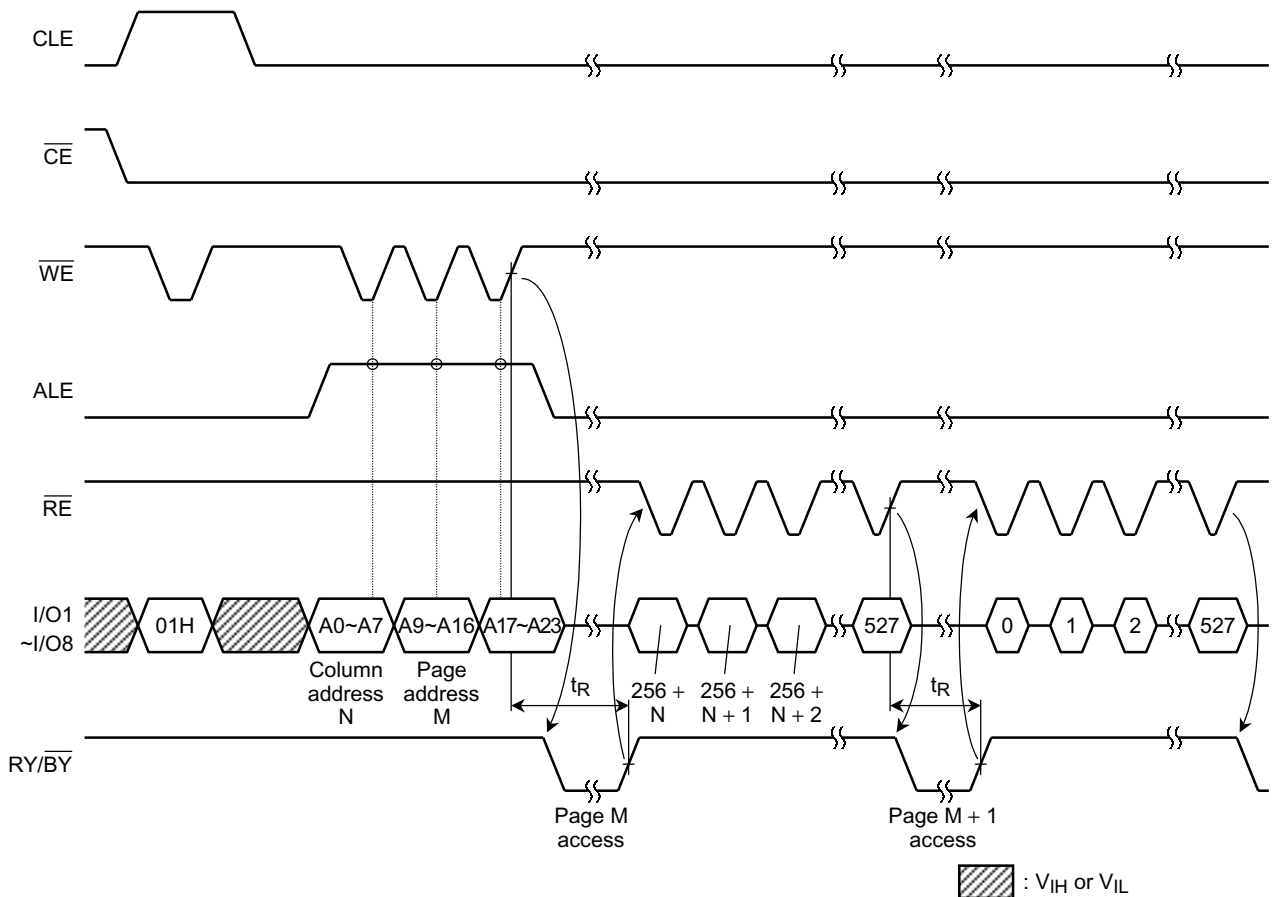 CLE
CE
WE
ALE
RE
I/O1
~I/O8
01H
A0~A7
A9~A16
A17~A23
527
0
1
2
527
Column
address
N
Page
address
M
tR
256 +
N
256 +
N + 1
256 +
N + 2
tR
RY/BY
Page M
access
Page M + 1
access
: VIH or VIL